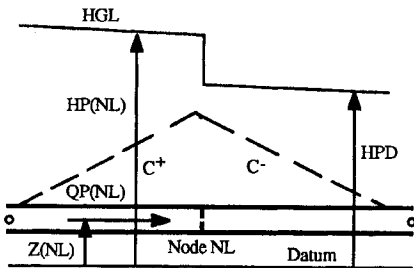 HGL
HP(NL)
C+
C-
HPD
QP(NL)
Z(NL)
Node NL
Datum